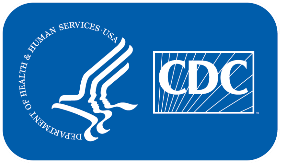 DEPARTMENT OF HEALTH & HUMAN SERVICES·USA
CDC